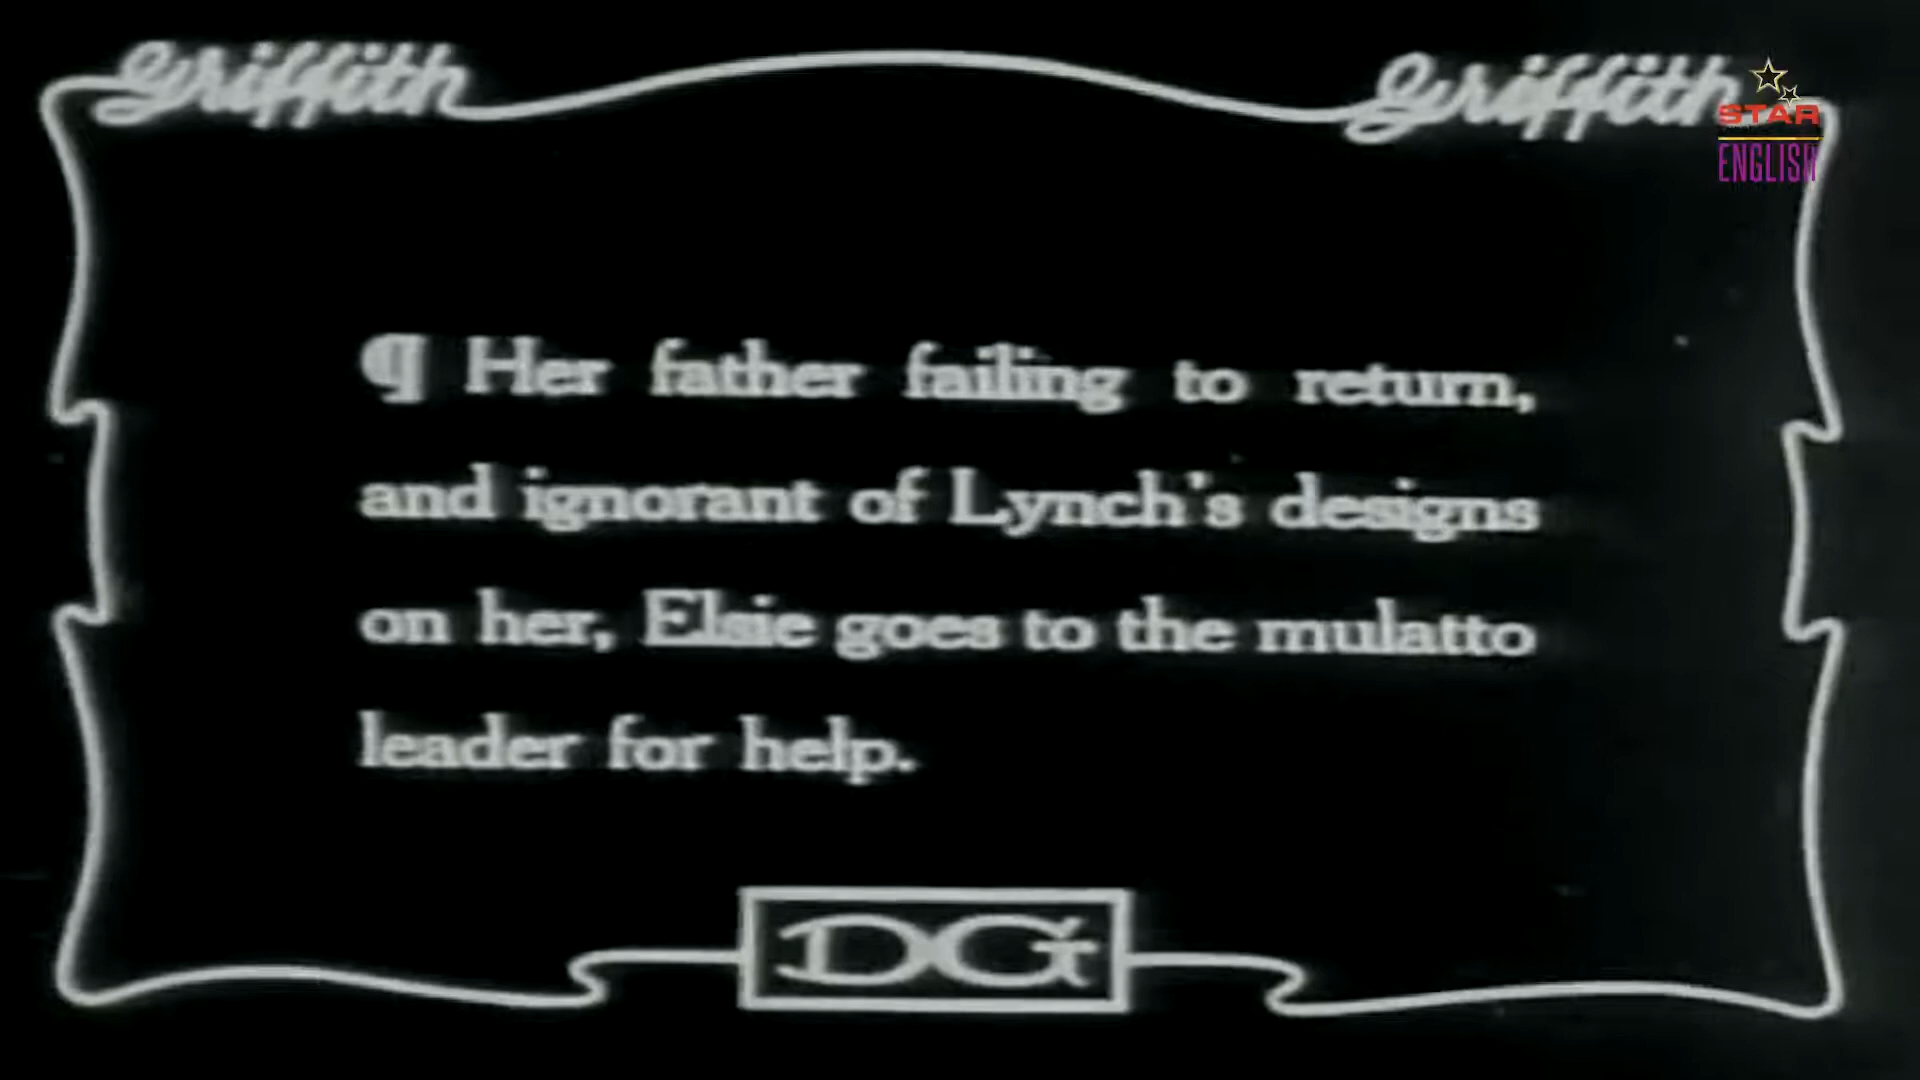 Griffith Griffith
STAR
ENGLISH
¶ Her father failing to return,
and ignorant of Lynch's designs
on her, Elsie goes to the mulatto
leader for help.
DG